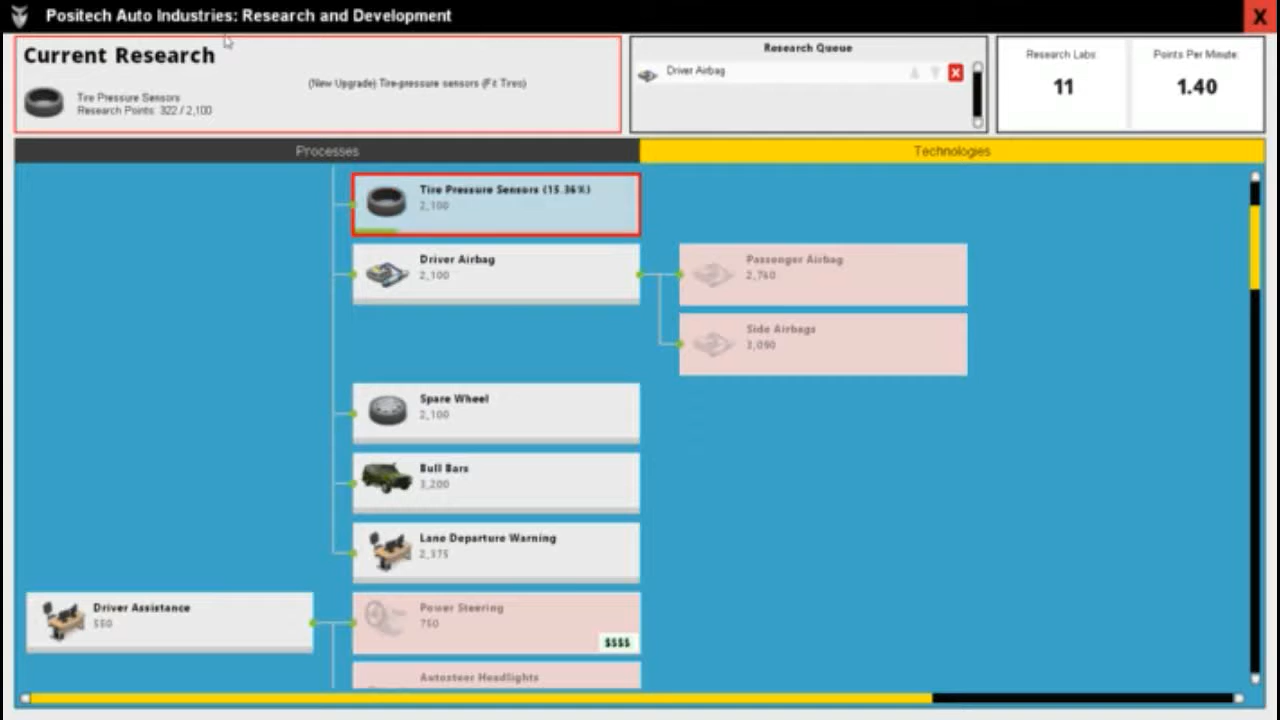 Positech Auto Industries: Research and Development
X
Current Research
(New Upgrade) Tire-pressure sensors (Fit Tires)
Tire Pressure Sensors
Research Points: 322 / 2,100
Research Queue
Driver Airbag
Research Labs:
11
Points Per Minute:
1.40
Processes
Technologies
Tire Pressure Sensors (15.36%)
2,100
Driver Airbag
2,100
Passenger Airbag
2,760
Side Airbags
3,090
Spare Wheel
2,100
Bull Bars
3,200
Lane Departure Warning
2,375
Driver Assistance
550
Power Steering
750
$$$$
Autosteer Headlights